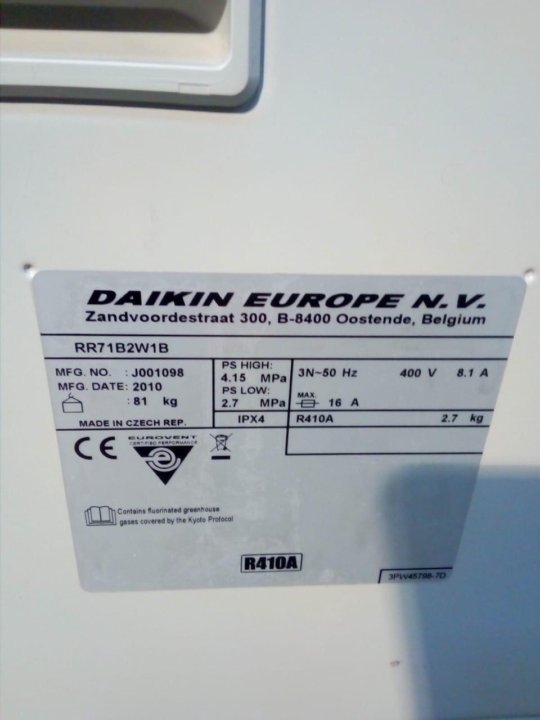 DAIKIN EUROPE N.V.
Zandvoordestraat 300, B-8400 Oostende, Belgium
RR71B2W1B
MFG. NO. : J001098
MFG. DATE: 2010
: 81 kg
MADE IN CZECH REP.
PS HIGH:
4.15 MPa
PS LOW:
2.7 MPa
IPX4
3N~50 Hz 400 V 8.1 A
MAX.
16 A
R410A 2.7 kg
CE
EUROVENT
CERTIFIED PERFORMANCE
Contains fluorinated greenhouse
gases covered by the Kyoto Protocol
R410A
3PW45798-7D